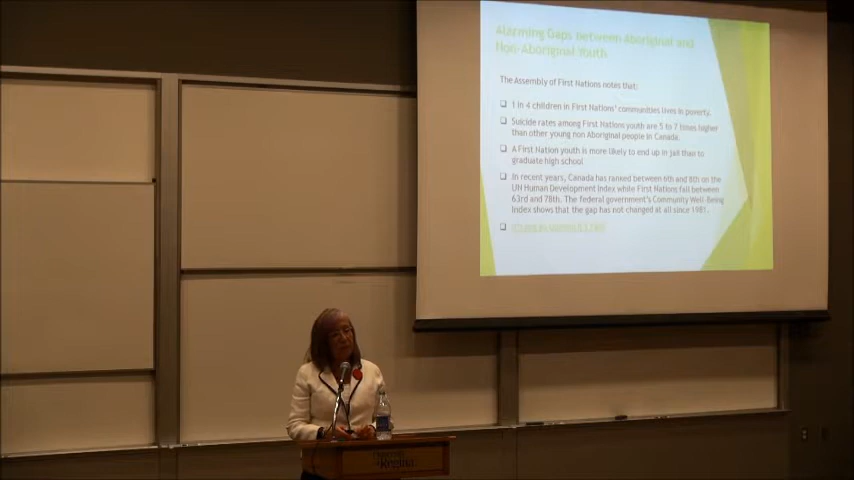 Alarming Gaps Between Aboriginal and
Non-Aboriginal Youth
The Assembly of First Nations notes that:
1 in 4 children in First Nations' communities lives in poverty.
Suicide rates among First Nations youth are 5 to 7 times higher
than other young non Aboriginal people in Canada.
A First Nation youth is more likely to end up in jail than to
graduate high school
In recent years, Canada has ranked between 6th and 8th on the
UN Human Development Index while First Nations fall between
63rd and 78th. The federal government's Community Well-Being
Index shows that the gap has not changed at all since 1981.
Regina